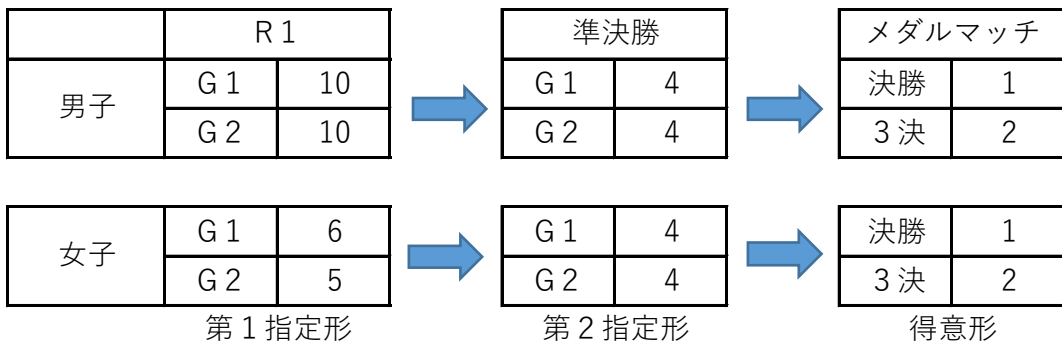 R１ 準決勝 メダルマッチ
男子 G１ 10 G１ 4 決勝 1
G２ 10 G２ 4 ３決 2
女子 G１ 6 G１ 4 決勝 1
G２ 5 G２ 4 ３決 2
第１指定形 第２指定形 得意形